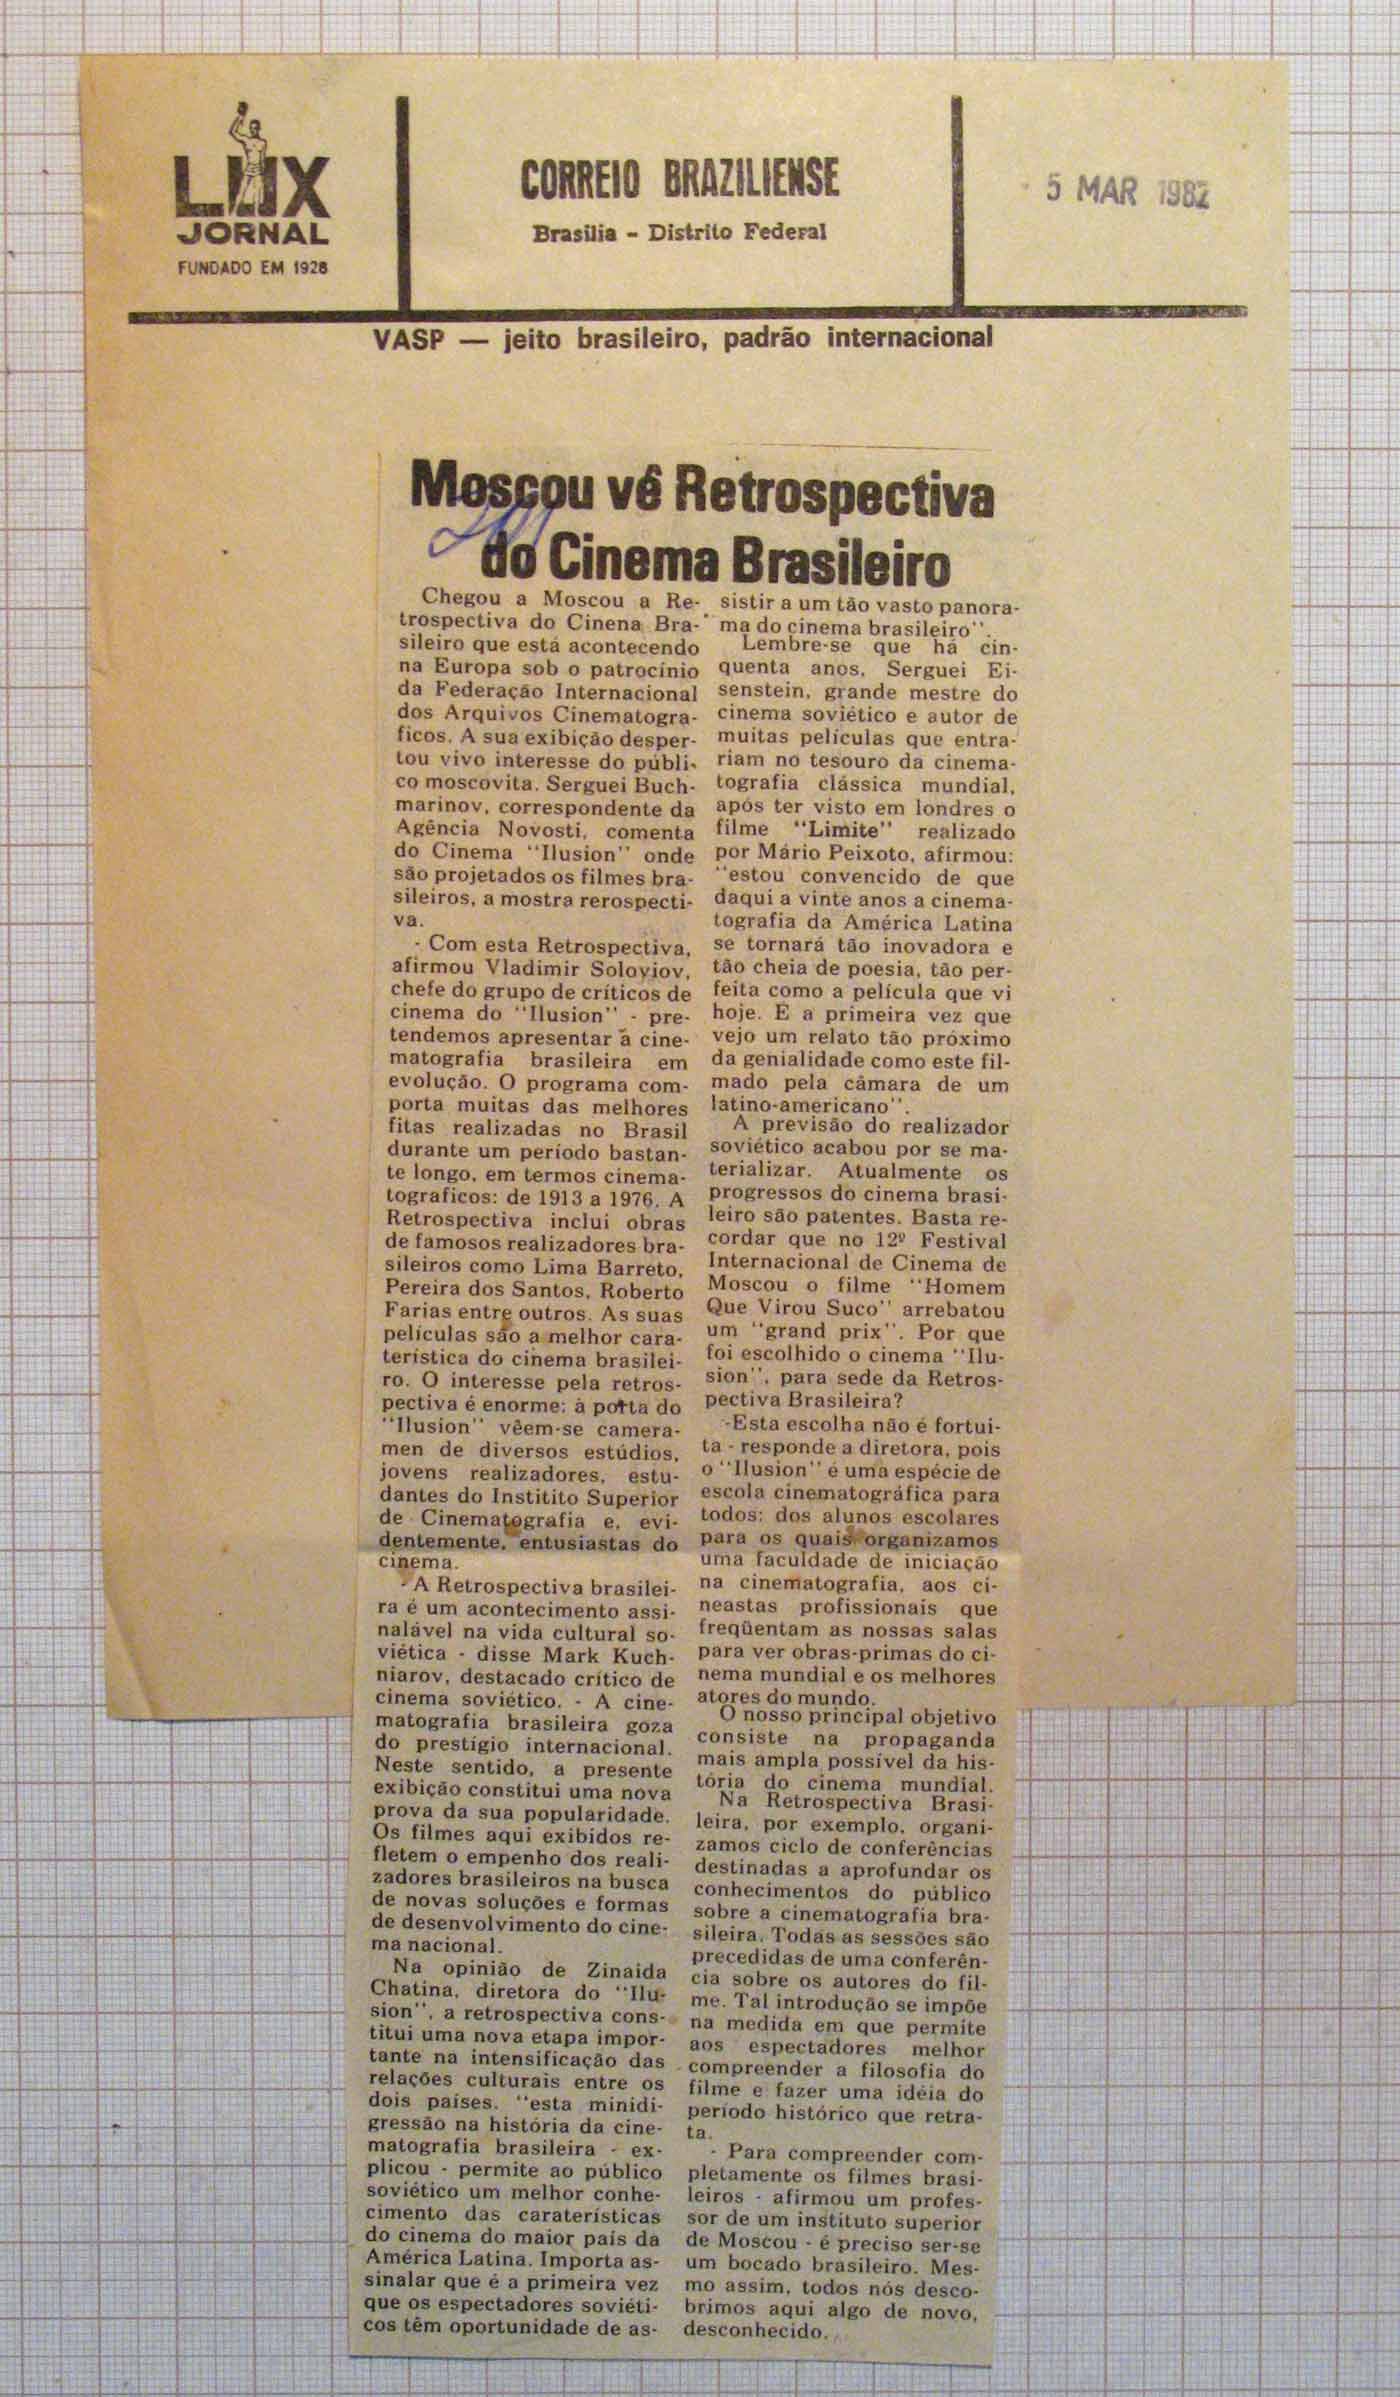 LUX
JORNAL
FUNDADO EM 1928
CORREIO BRAZILIENSE
Brasília - Distrito Federal
5 MAR 1982
VASP — jeito brasileiro, padrão internacional
Moscou vê Retrospectiva
do Cinema Brasileiro
Chegou a Moscou a Re-
trospectiva do Cinena Bra-
sileiro que está acontecendo
na Europa sob o patrocínio
da Federação Internacional
dos Arquivos Cinematogra-
ficos. A sua exibição desper-
tou vivo interesse do públi-
co moscovita. Serguei Buch-
marinov, correspondente da
Agência Novosti, comenta
do Cinema "Ilusion" onde
são projetados os filmes bra-
sileiros, a mostra rerospecti-
va.
- Com esta Retrospectiva,
afirmou Vladimir Soloviov,
chefe do grupo de críticos de
cinema do "Ilusion" - pre-
tendemos apresentar a cine-
matografia brasileira em
evolução. O programa com-
porta muitas das melhores
fitas realizadas no Brasil
durante um período bastan-
te longo, em termos cinema-
tograficos: de 1913 a 1976. A
Retrospectiva inclui obras
de famosos realizadores bra-
sileiros como Lima Barreto,
Pereira dos Santos, Roberto
Farias entre outros. As suas
películas são a melhor cara-
terística do cinema brasilei-
ro. O interesse pela retros-
pectiva é enorme: à porta do
"Ilusion" vêem-se camera-
men de diversos estúdios,
jovens realizadores, estu-
dantes do Institito Superior
de Cinematografia e, evi-
dentemente, entusiastas do
cinema.
- A Retrospectiva brasilei-
ra é um acontecimento assi-
nalável na vida cultural so-
viética - disse Mark Kuch-
niarov, destacado crítico de
cinema soviético. - A cine-
matografia brasileira goza
do prestígio internacional.
Neste sentido, a presente
exibição constitui uma nova
prova da sua popularidade.
Os filmes aqui exibidos re-
fletem o empenho dos reali-
zadores brasileiros na busca
de novas soluções e formas
de desenvolvimento do cine-
ma nacional.
Na opinião de Zinaida
Chatina, diretora do "Ilu-
sion", a retrospectiva cons-
titui uma nova etapa impor-
tante na intensificação das
relações culturais entre os
dois países. "esta minidi-
gressão na história da cine-
matografia brasileira - ex-
plicou - permite ao público
soviético um melhor conhe-
cimento das caraterísticas
do cinema do maior país da
América Latina. Importa as-
sinalar que é a primeira vez
que os espectadores soviéti-
cos têm oportunidade de as-
sistir a um tão vasto panora-
ma do cinema brasileiro".
Lembre-se que há cin-
quenta anos, Serguei Ei-
senstein, grande mestre do
cinema soviético e autor de
muitas películas que entra-
riam no tesouro da cinema-
tografia clássica mundial,
após ter visto em londres o
filme "Limite" realizado
por Mário Peixoto, afirmou:
"estou convencido de que
daqui a vinte anos a cinema-
tografia da América Latina
se tornará tão inovadora e
tão cheia de poesia, tão per-
feita como a película que vi
hoje. É a primeira vez que
vejo um relato tão próximo
da genialidade como este fil-
mado pela câmara de um
latino-americano".
A previsão do realizador
soviético acabou por se ma-
terializar. Atualmente os
progressos do cinema brasi-
leiro são patentes. Basta re-
cordar que no 12º Festival
Internacional de Cinema de
Moscou o filme "Homem
Que Virou Suco" arrebatou
um "grand prix". Por que
foi escolhido o cinema "Ilu-
sion", para sede da Retros-
pectiva Brasileira?
-Esta escolha não é fortui-
ta - responde a diretora, pois
o "Ilusion" é uma espécie de
escola cinematográfica para
todos: dos alunos escolares
para os quais organizamos
uma faculdade de iniciação
na cinematografia, aos ci-
neastas profissionais que
freqüentam as nossas salas
para ver obras-primas do ci-
nema mundial e os melhores
atores do mundo.
O nosso principal objetivo
consiste na propaganda
mais ampla possível da his-
tória do cinema mundial.
Na Retrospectiva Brasi-
leira, por exemplo, organi-
zamos ciclo de conferências
destinadas a aprofundar os
conhecimentos do público
sobre a cinematografia bra-
sileira. Todas as sessões são
precedidas de uma conferên-
cia sobre os autores do fil-
me. Tal introdução se impõe
na medida em que permite
aos espectadores melhor
compreender a filosofia do
filme e fazer uma idéia do
período histórico que retra-
ta.
- Para compreender com-
pletamente os filmes brasi-
leiros - afirmou um profes-
sor de um instituto superior
de Moscou - é preciso ser-se
um bocado brasileiro. Mes-
mo assim, todos nós desco-
brimos aqui algo de novo,
desconhecido.